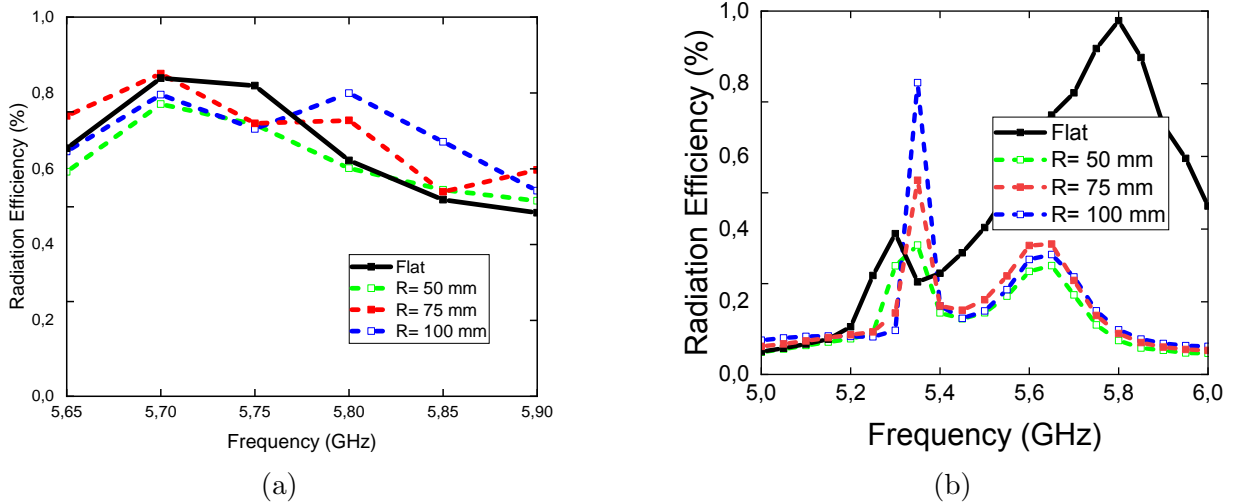 1,0
0,8
0,6
0,4
0,2
0,0
Radiation Efficiency (%)
Flat
R= 50 mm
R= 75 mm
R= 100 mm
5,65 5,70 5,75 5,80 5,85 5,90
Frequency (GHz)
(a)
1,0
0,8
0,6
0,4
0,2
0,0
Radiation Efficiency (%)
Flat
R= 50 mm
R= 75 mm
R= 100 mm
5,0 5,2 5,4 5,6 5,8 6,0
Frequency (GHz)
(b)